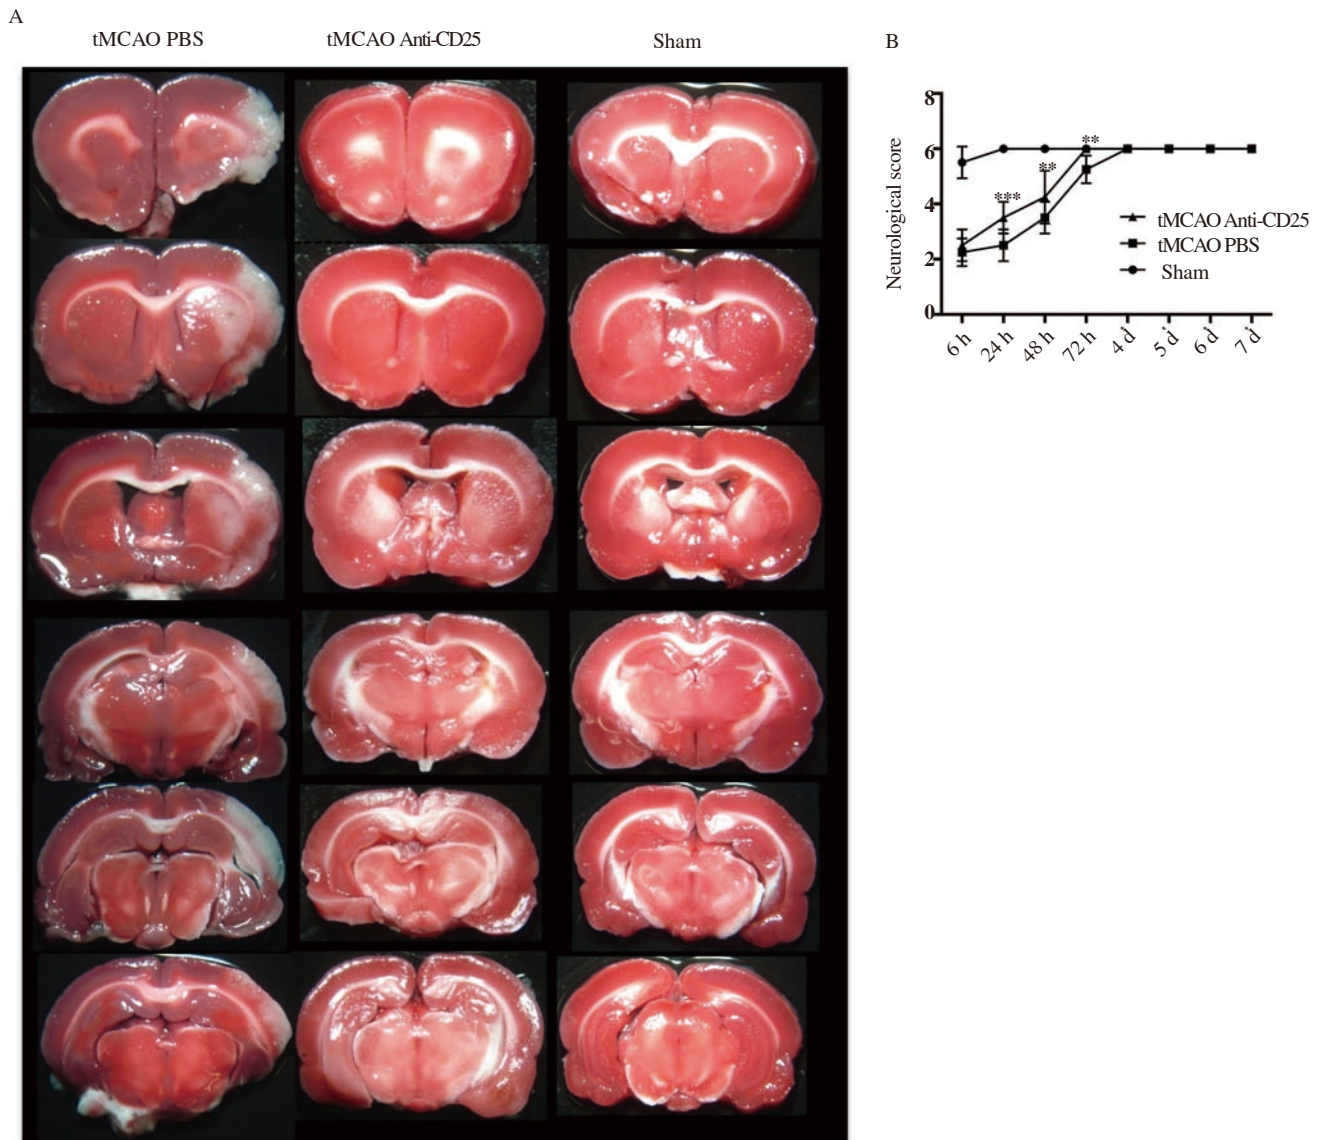 A
tMCAO PBS
tMCAO Anti-CD25
Sham
B
Neurological score
8
6
4
2
0
***
**
**
tMCAO Anti-CD25
tMCAO PBS
Sham
6 h
24 h
48 h
72 h
4 d
5 d
6 d
7 d